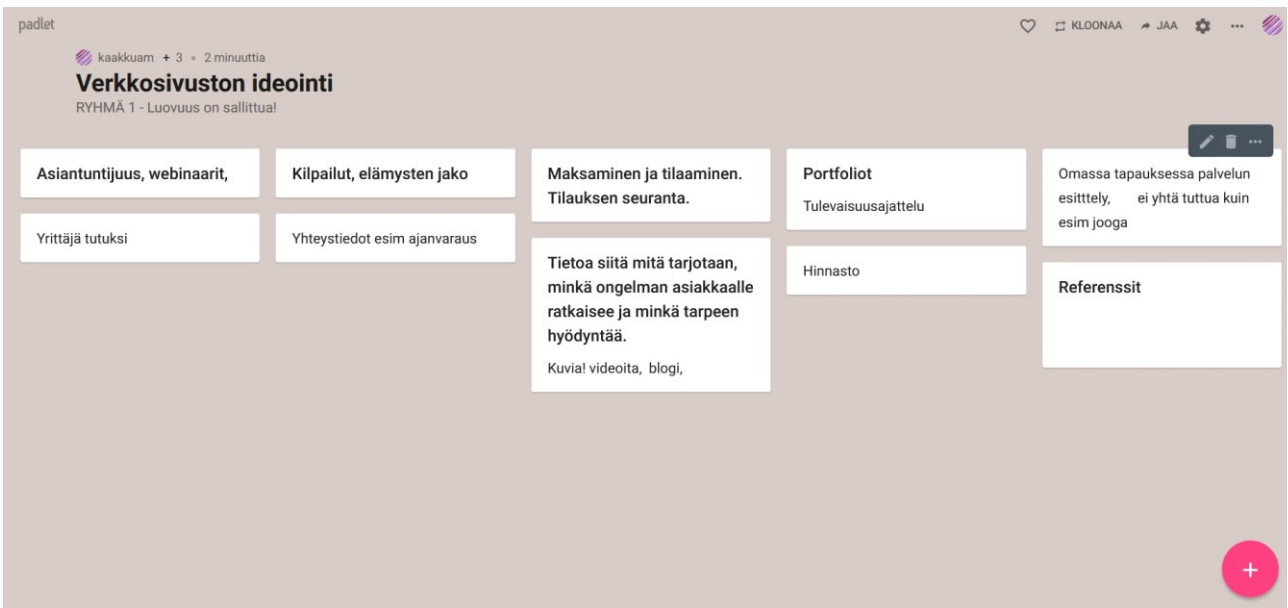 padlet
KLOONAA JAA
kaakkuam + 3 • 2 minuuttia
Verkkosivuston ideointi
RYHMÄ 1 - Luovuus on sallittua!
Asiantuntijuus, webinaarit,
Yrittäjä tutuksi
Kilpailut, elämysten jako
Yhteystiedot esim ajanvaraus
Maksaminen ja tilaaminen.
Tilauksen seuranta.
Tietoa siitä mitä tarjotaan,
minkä ongelman asiakkaalle
ratkaisee ja minkä tarpeen
hyödyntää.
Kuvia! videoita, blogi,
Portfoliot
Tulevaisuusajattelu
Hinnasto
Omassa tapauksessa palvelun
esitttely, ei yhtä tuttua kuin
esim jooga
Referenssit